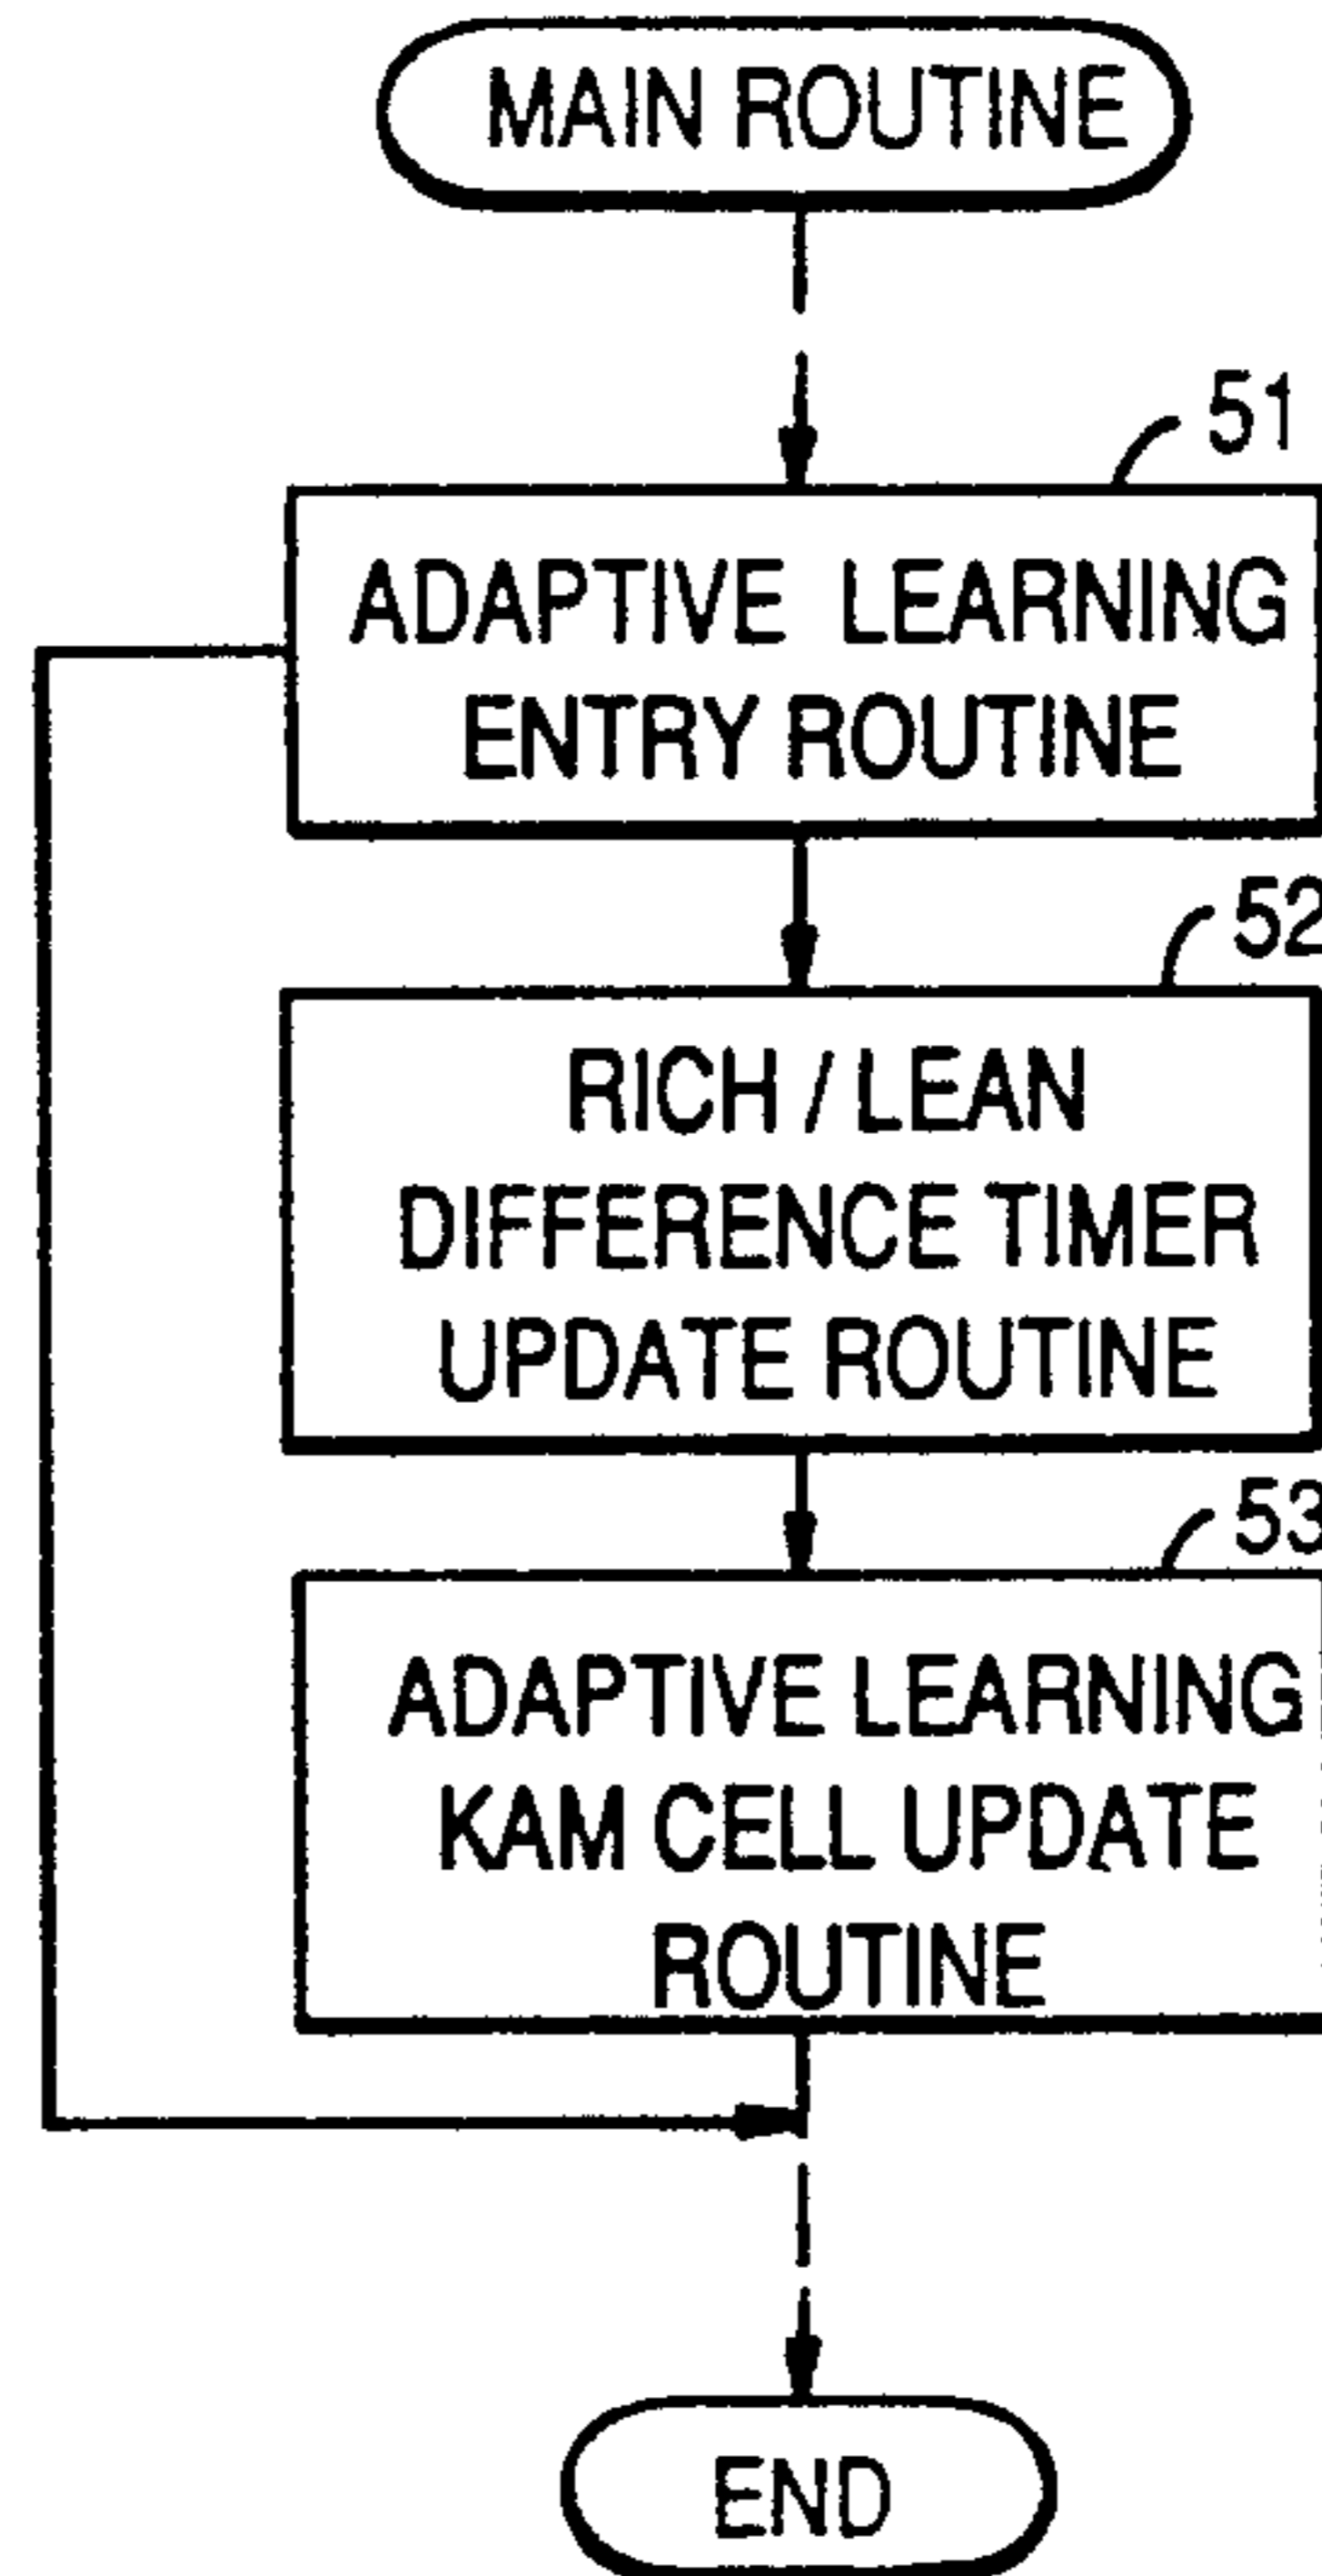 MAIN ROUTINE
51
ADAPTIVE LEARNING
ENTRY ROUTINE
52
RICH / LEAN
DIFFERENCE TIMER
UPDATE ROUTINE
53
ADAPTIVE LEARNING
KAM CELL UPDATE
ROUTINE
END